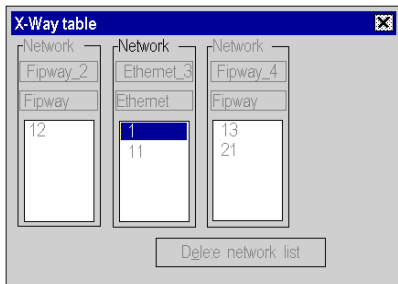 X-Way table
Network Network Network
Fipway_2 Ethernet_3 Fipway_4
Fipway Ethernet Fipway
12 1 13
11 21
Delete network list